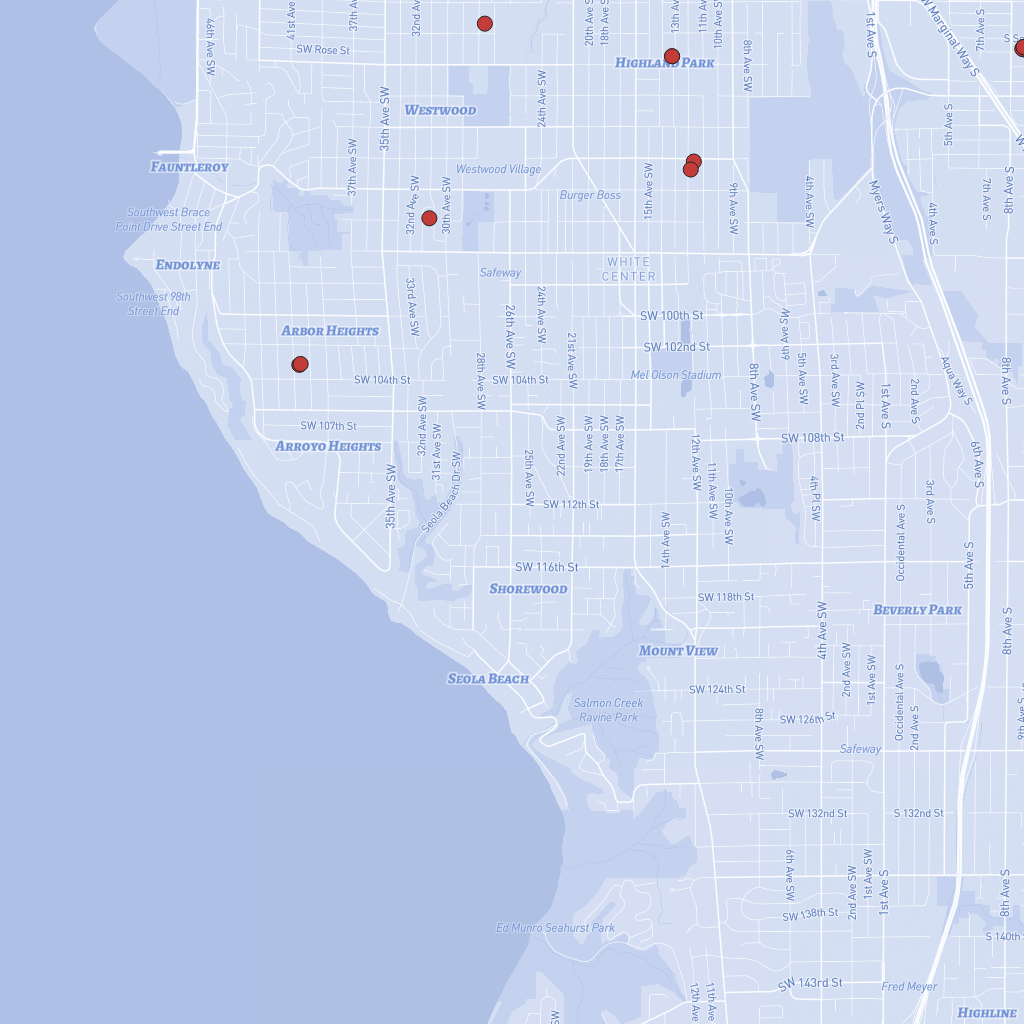 46th Ave SW
41st Ave
37th Ave
32nd Ave
20th Ave S
18th Ave S
13th Ave
11th Ave
10th Ave S
8th Ave SW
1st Ave S
W Marginal Way S
7th Ave S
SW Rose St
HIGHLAND PARK
WESTWOOD
24th Ave SW
35th Ave SW
5th Ave S
37th Ave SW
FAUNTLEROY
Westwood Village
Burger Boss
32nd Ave SW
30th Ave SW
15th Ave SW
9th Ave SW
4th Ave SW
Myers Way S
4th Ave S
7th Ave S
8th Ave S
Southwest Brace
Point Drive Street End
ENDOLYNE
Safeway
WHITE
CENTER
Southwest 98th
Street End
33rd Ave SW
24th Ave SW
26th Ave SW
SW 100th St
ARBOR HEIGHTS
21st Ave SW
SW 102nd St
6th Ave SW
5th Ave SW
3rd Ave SW
Mel Olson Stadium
SW 104th St
28th Ave SW
SW 104th St
8th Ave SW
2nd Pl SW
1st Ave S
2nd Ave S
Aqua Way S
8th Ave S
SW 107th St
32nd Ave SW
ARROYO HEIGHTS
31st Ave SW
22nd Ave SW
19th Ave SW
18th Ave SW
17th Ave SW
SW 108th St
12th Ave SW
6th Ave S
35th Ave SW
Seola Beach Dr SW
25th Ave SW
11th Ave SW
10th Ave SW
4th Pl SW
3rd Ave S
SW 112th St
14th Ave SW
Occidental Ave S
5th Ave S
SW 116th St
SHOREWOOD
SW 118th St
BEVERLY PARK
4th Ave SW
8th Ave S
MOUNT VIEW
2nd Ave SW
1st Ave SW
SEOLA BEACH
SW 124th St
Occidental Ave S
2nd Ave S
Salmon Creek
Ravine Park
8th Ave SW
SW 126th St
Safeway
SW 132nd St
S 132nd St
6th Ave SW
2nd Ave SW
1st Ave SW
1st Ave S
8th Ave S
SW 138th St
Ed Munro Seahurst Park
S 140th S
SW 143rd St
Fred Meyer
12th Ave
11th Ave
SW
HIGHLINE